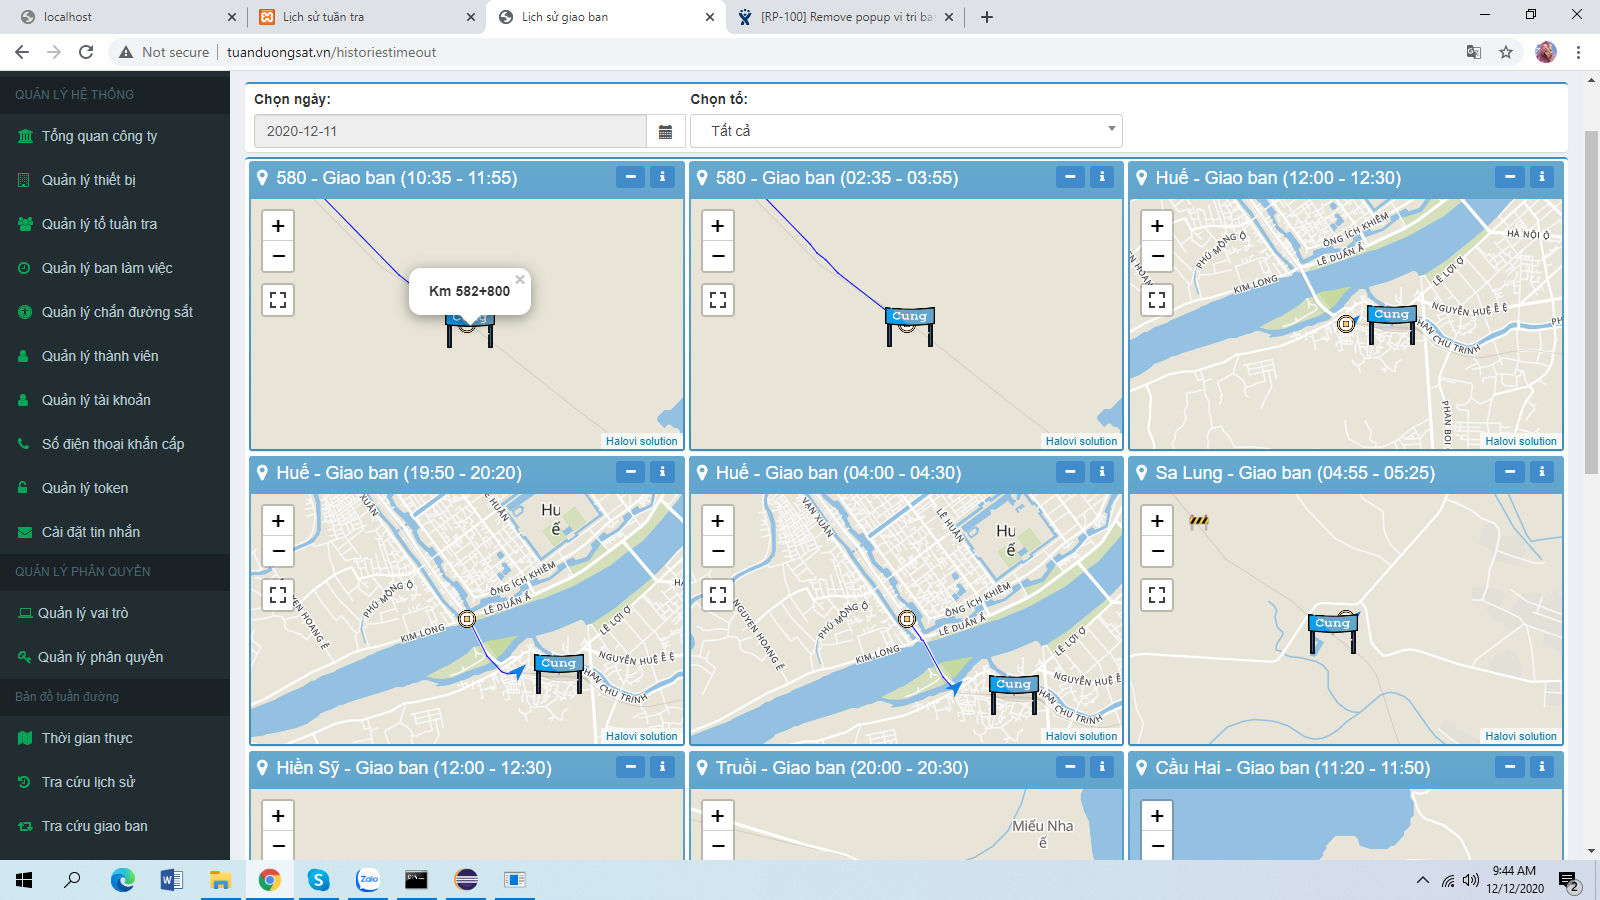 localhost
Lịch sử tuần tra
Lịch sử giao ban
[RP-100] Remove popup vi tri ba
Not secure
tuanduongsat.vn/historiestimeout
QUẢN LÝ HỆ THỐNG
Tổng quan công ty
Quản lý thiết bị
Quản lý tổ tuần tra
Quản lý ban làm việc
Quản lý chắn đường sắt
Quản lý thành viên
Quản lý tài khoản
Số điện thoại khẩn cấp
Quản lý token
Cài đặt tin nhắn
QUẢN LÝ PHÂN QUYỀN
Quản lý vai trò
Quản lý phân quyền
Bản đồ tuần đường
Thời gian thực
Tra cứu lịch sử
Tra cứu giao ban
Chọn ngày:
2020-12-11
Chọn tổ:
Tất cả
580 - Giao ban (10:35 - 11:55)
+
−
Km 582+800
×
Cung
Halovi solution
580 - Giao ban (02:35 - 03:55)
+
−
Cung
Halovi solution
Huế - Giao ban (12:00 - 12:30)
+
−
PHÚ MỘNG Ô
ÔNG ÍCH KHIÊM
LÊ DUẨN Ấ
HÀ NỘI Ô
KIM LONG
LÊ LỢI Ợ
NGUYỄN HUỆ Ễ Ệ
Cung
PHAN CHU TRINH
PHAN BOI
Halovi solution
Huế - Giao ban (19:50 - 20:20)
+
−
XUÂN
LÊ HUÂN
Hu
ế
PHÚ MỘNG Ô
ÔNG ÍCH KHIÊM
LÊ DUẨN Ấ
KIM LONG
LÊ LỢI Ợ
NGUYỄN HUỆ Ễ Ệ
Cung
PHAN CHU TRINH
Halovi solution
Huế - Giao ban (04:00 - 04:30)
+
−
VẠN XUÂN
LÊ HUÂN
Hu
ế
NGUYEN HOANG Ễ
PHÚ MỘNG Ô
ÔNG ÍCH KHIÊM
LÊ DUẨN Ấ
KIM LONG
LÊ LỢI Ợ
NGUYỄN HUỆ Ễ
Cung
PHAN CHU TRINH
Halovi solution
Sa Lung - Giao ban (04:55 - 05:25)
+
−
Cung
Halovi solution
Hiền Sỹ - Giao ban (12:00 - 12:30)
+
−
Truồi - Giao ban (20:00 - 20:30)
+
−
Miếu Nha
ế
Cầu Hai - Giao ban (11:20 - 11:50)
+
−
Zalo
9:44 AM
12/12/2020
2